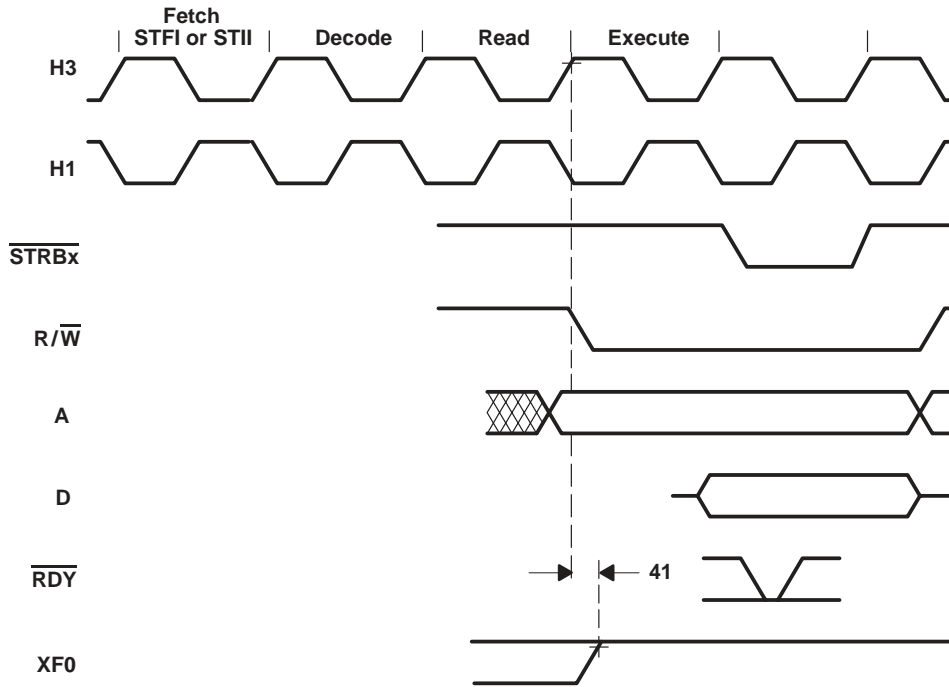 Fetch
STFI or STII
Decode
Read
Execute
H3
H1
STRBx
R/W
A
D
RDY
41
XF0